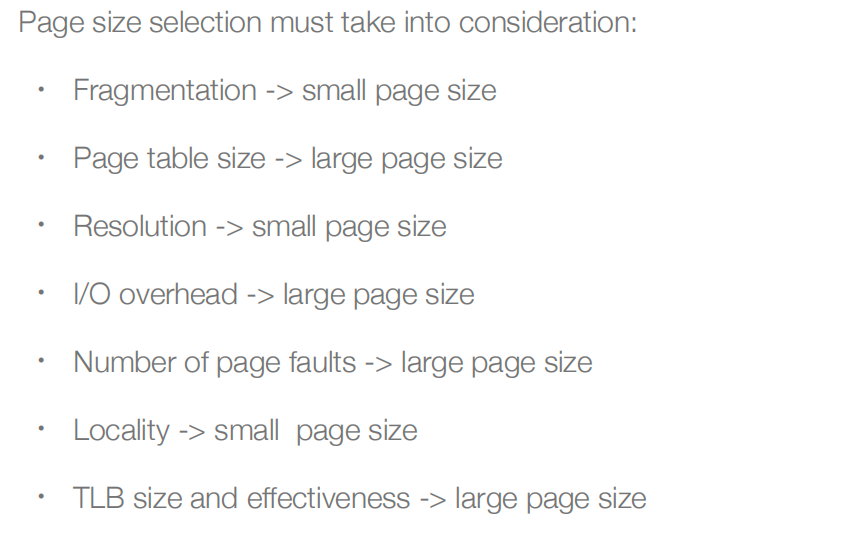 Page size selection must take into consideration:
• Fragmentation -> small page size
• Page table size -> large page size
• Resolution -> small page size
• I/O overhead -> large page size
• Number of page faults -> large page size
• Locality -> small  page size
• TLB size and effectiveness -> large page size